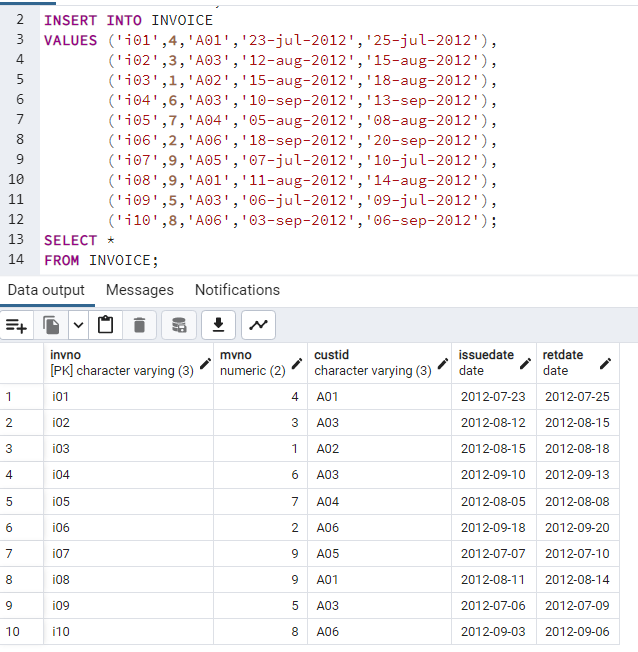 2 INSERT INTO INVOICE
3 VALUES ('i01',4,'A01','23-jul-2012','25-jul-2012'),
4 ('i02',3,'A03','12-aug-2012','15-aug-2012'),
5 ('i03',1,'A02','15-aug-2012','18-aug-2012'),
6 ('i04',6,'A03','10-sep-2012','13-sep-2012'),
7 ('i05',7,'A04','05-aug-2012','08-aug-2012'),
8 ('i06',2,'A06','18-sep-2012','20-sep-2012'),
9 ('i07',9,'A05','07-jul-2012','10-jul-2012'),
10 ('i08',9,'A01','11-aug-2012','14-aug-2012'),
11 ('i09',5,'A03','06-jul-2012','09-jul-2012'),
12 ('i10',8,'A06','03-sep-2012','06-sep-2012');
13 SELECT *
14 FROM INVOICE;
Data output Messages Notifications
invno mvno custid issuedate retdate
[PK] character varying (3) numeric (2) character varying (3) date date
1 i01 4 A01 2012-07-23 2012-07-25
2 i02 3 A03 2012-08-12 2012-08-15
3 i03 1 A02 2012-08-15 2012-08-18
4 i04 6 A03 2012-09-10 2012-09-13
5 i05 7 A04 2012-08-05 2012-08-08
6 i06 2 A06 2012-09-18 2012-09-20
7 i07 9 A05 2012-07-07 2012-07-10
8 i08 9 A01 2012-08-11 2012-08-14
9 i09 5 A03 2012-07-06 2012-07-09
10 i10 8 A06 2012-09-03 2012-09-06